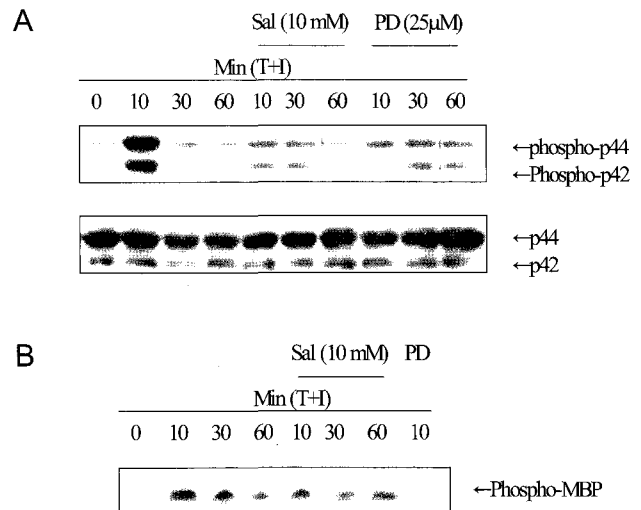 A
Sal (10 mM) PD (25µM)
Min (T+I)
0 10 30 60 10 30 60 10 30 60
←phospho-p44
←Phospho-p42
←p44
←p42
B
Sal (10 mM) PD
Min (T+I)
0 10 30 60 10 30 60 10
←Phospho-MBP